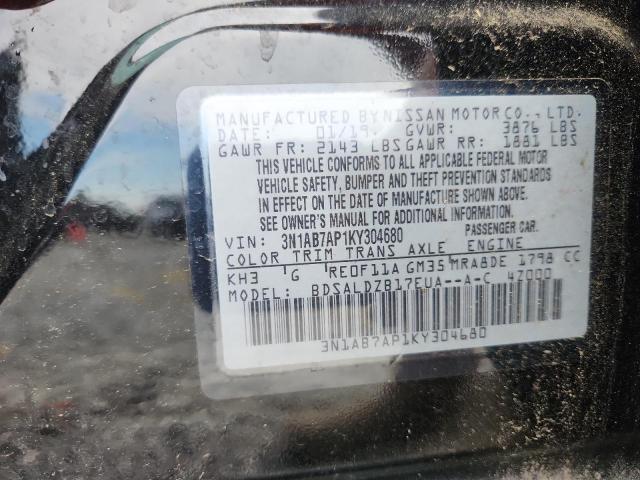 MANUFACTURED BY NISSAN MOTOR CO., LTD.
DATE: 01/19. GVWR: 3876 LBS
GAWR FR: 2143 LBS GAWR RR: 1881 LBS
THIS VEHICLE CONFORMS TO ALL APPLICABLE FEDERAL MOTOR
VEHICLE SAFETY, BUMPER AND THEFT PREVENTION STANDARDS
IN EFFECT ON THE DATE OF MANUFACTURE SHOWN ABOVE.
SEE OWNER'S MANUAL FOR ADDITIONAL INFORMATION.
VIN: 3N1AB7AP1KY304680 PASSENGER CAR.
COLOR TRIM TRANS AXLE ENGINE
KH3 G RE0F11A GM35 MRA8DE 1798 CC
MODEL: BDSALDZB17EUA--A-C 47000
3N1AB7AP1KY304680